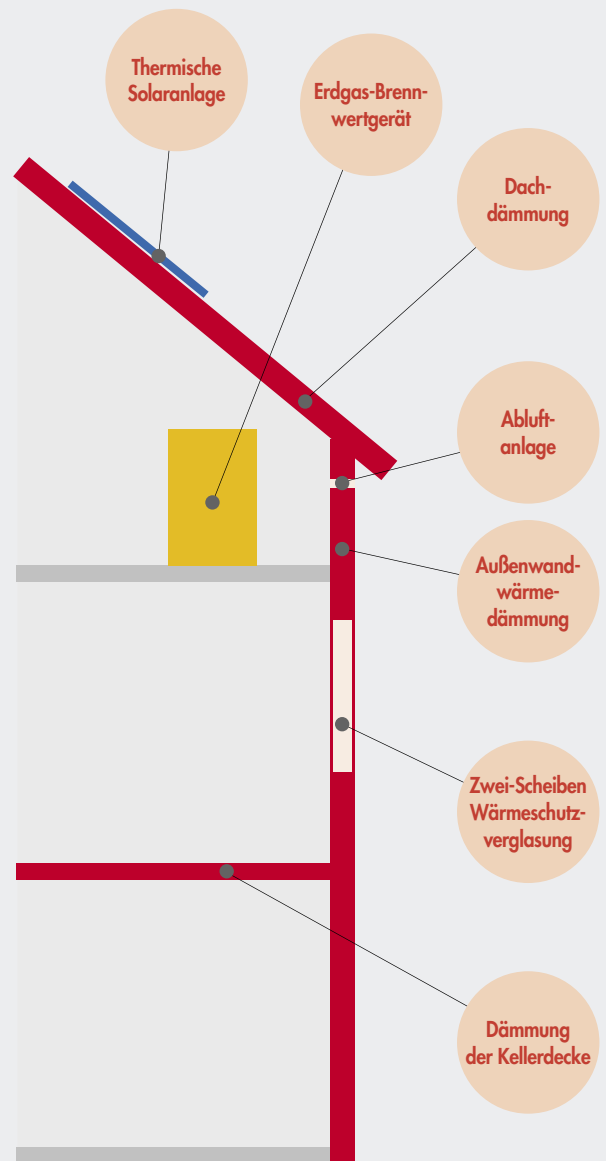 Thermische
Solaranlage
Erdgas-Brenn-
wertgerät
Dach-
dämmung
Abluft-
anlage
Außenwand-
wärme-
dämmung
Zwei-Scheiben
Wärmeschutz-
verglasung
Dämmung
der Kellerdecke